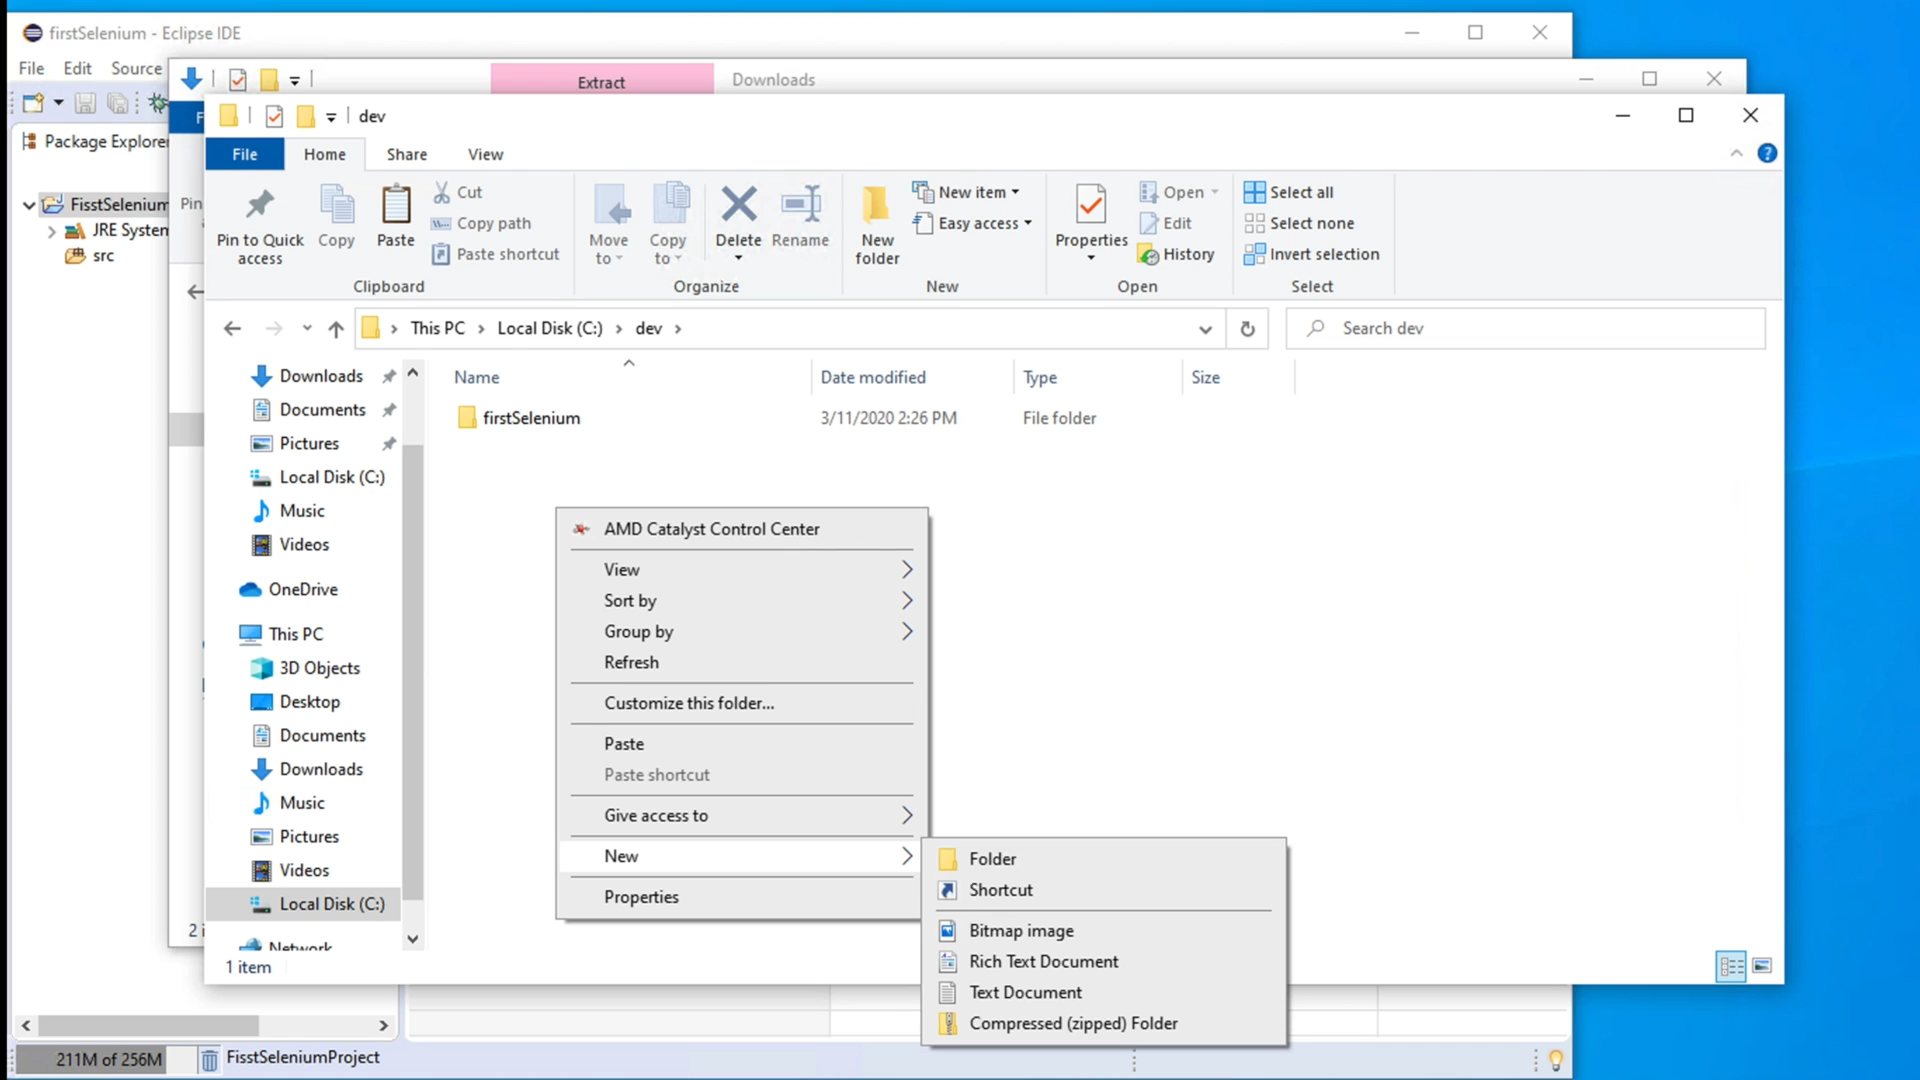 firstSelenium - Eclipse IDE
File Edit Source
Extract Downloads
dev
Package Explorer
File Home Share View
FisstSelenium
JRE System
src
Pin
Pin to Quick access
Copy
Paste
Cut
Copy path
Paste shortcut
Clipboard
Move to
Copy to
Delete
Rename
Organize
New folder
New item
Easy access
New
Properties
Open
Edit
History
Open
Select all
Select none
Invert selection
Select
This PC Local Disk (C:) dev
Search dev
Name Date modified Type Size
firstSelenium 3/11/2020 2:26 PM File folder
Downloads
Documents
Pictures
Local Disk (C:)
Music
Videos
OneDrive
This PC
3D Objects
Desktop
Documents
Downloads
Music
Pictures
Videos
Local Disk (C:)
Network
AMD Catalyst Control Center
View
Sort by
Group by
Refresh
Customize this folder...
Paste
Paste shortcut
Give access to
New
Properties
Folder
Shortcut
Bitmap image
Rich Text Document
Text Document
Compressed (zipped) Folder
1 item
211M of 256M FisstSeleniumProject